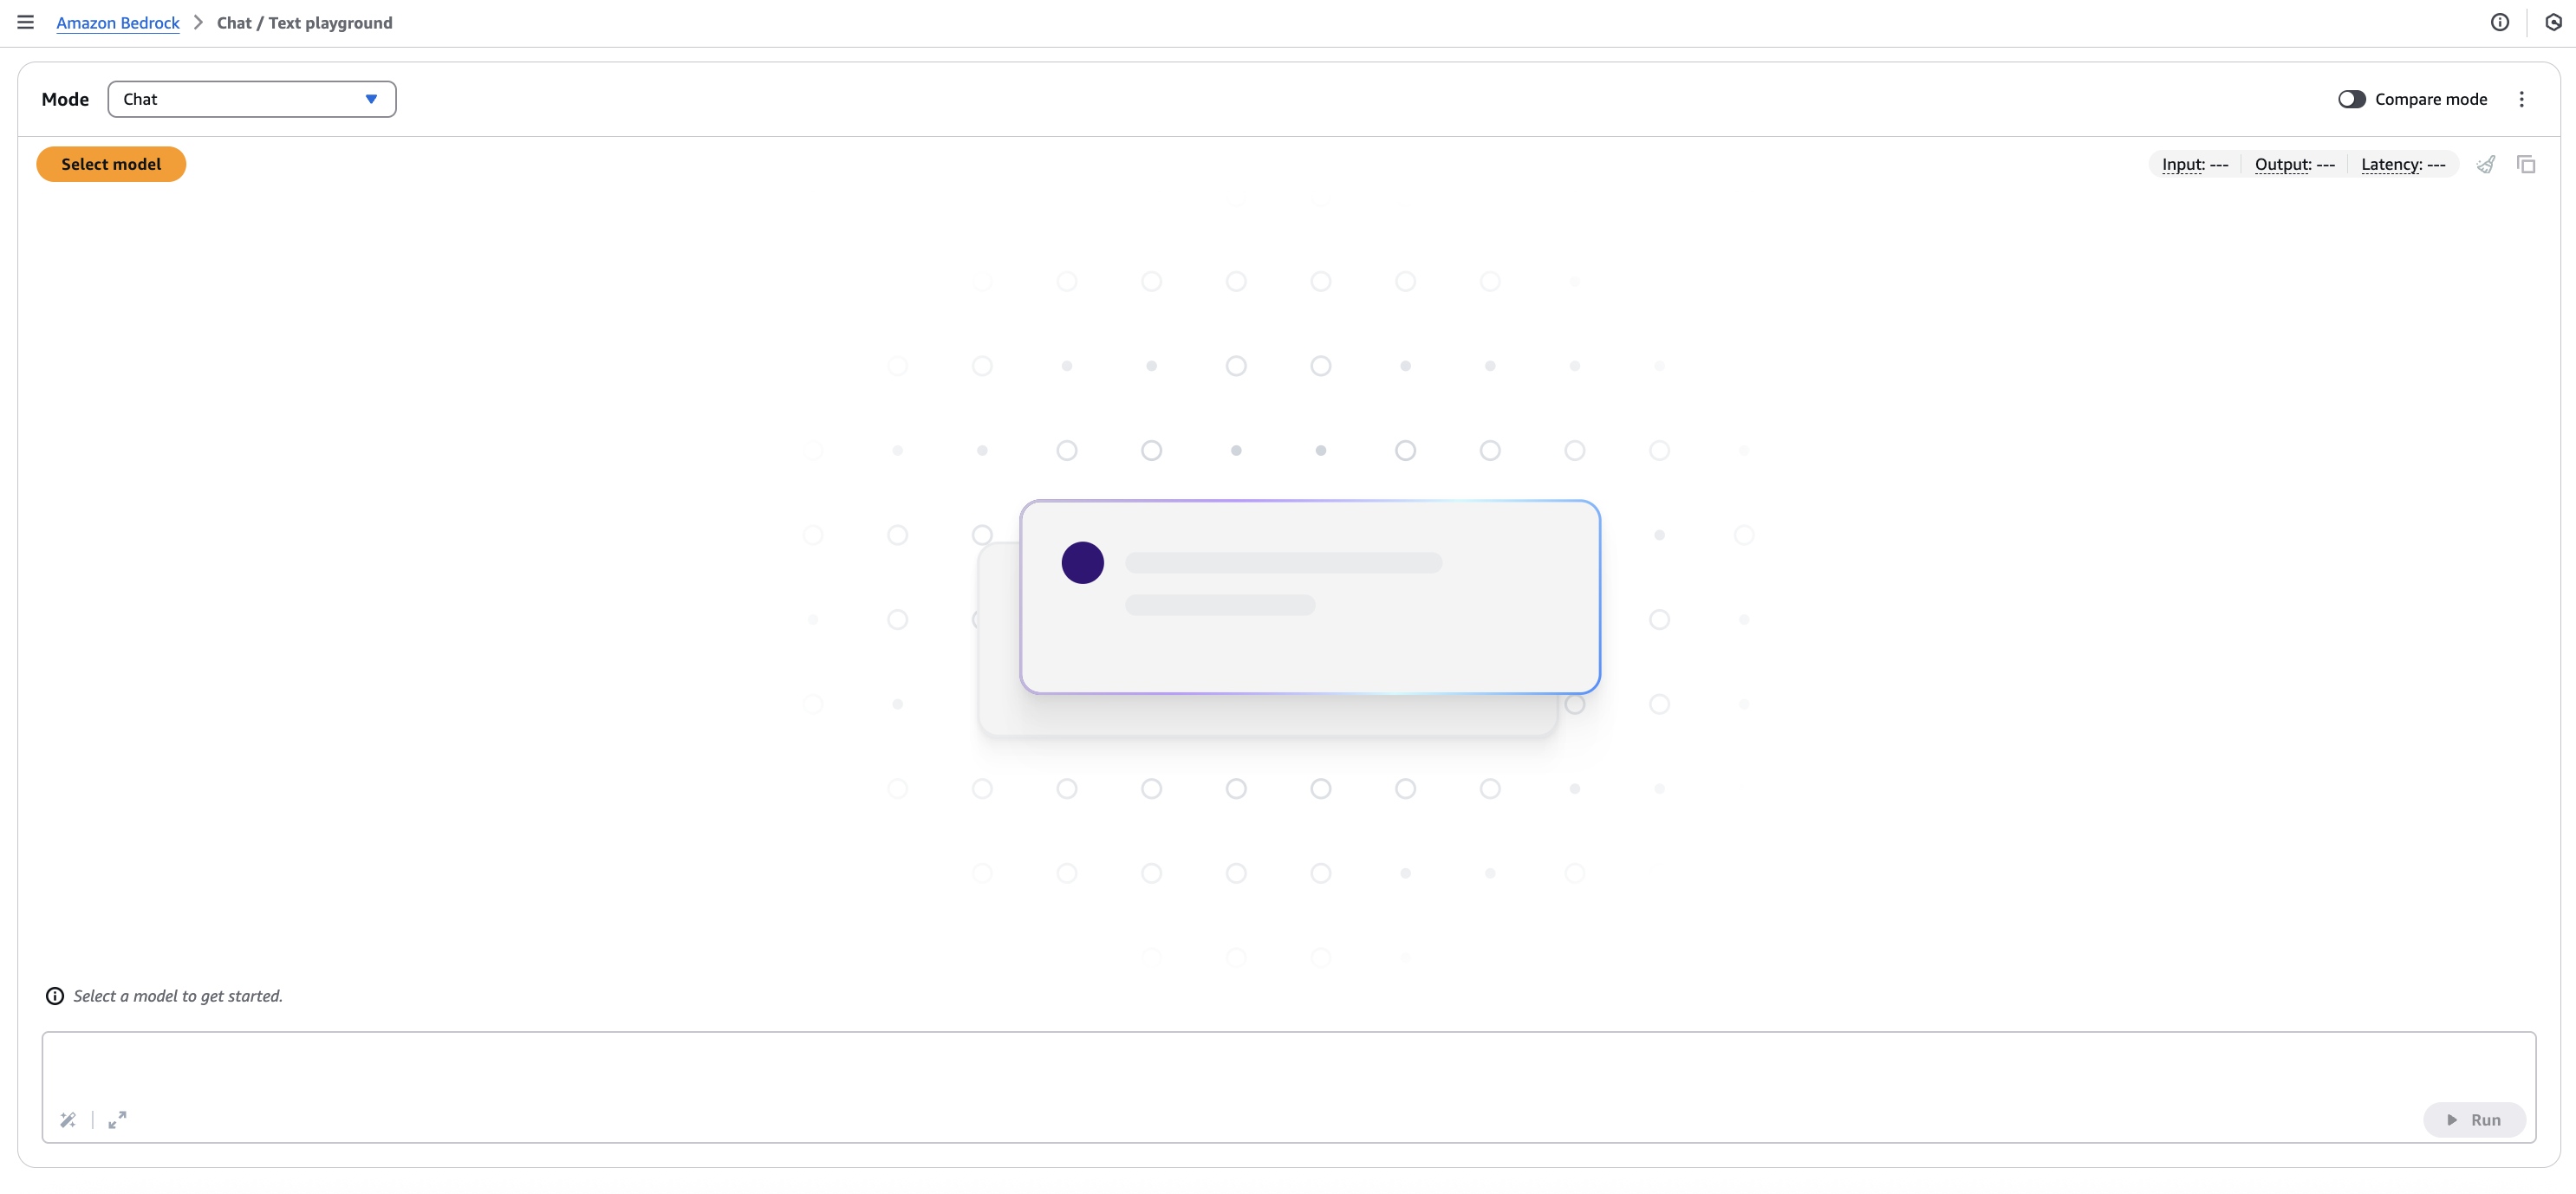 Amazon Bedrock > Chat / Text playground
Mode Chat Compare mode
Select model Input: --- Output: --- Latency: ---
Select a model to get started.
Run